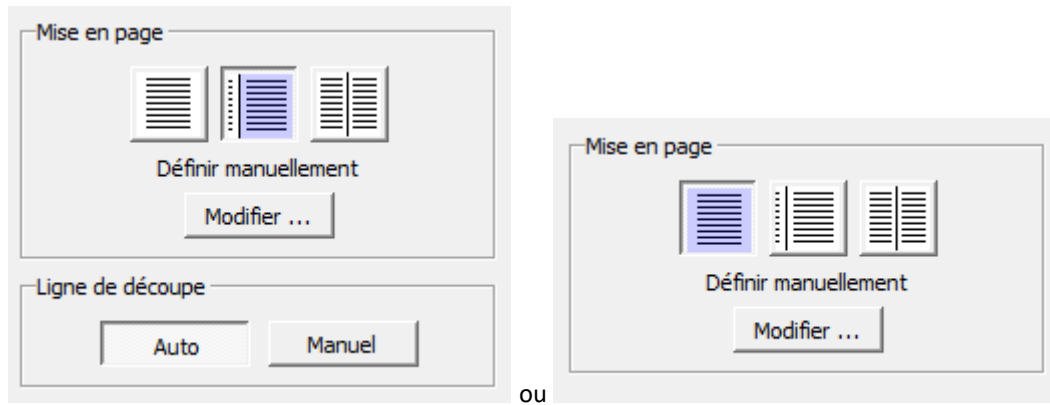 Mise en page
Définir manuellement
Modifier ...
Ligne de découpe
Auto Manuel
ou
Mise en page
Définir manuellement
Modifier ...